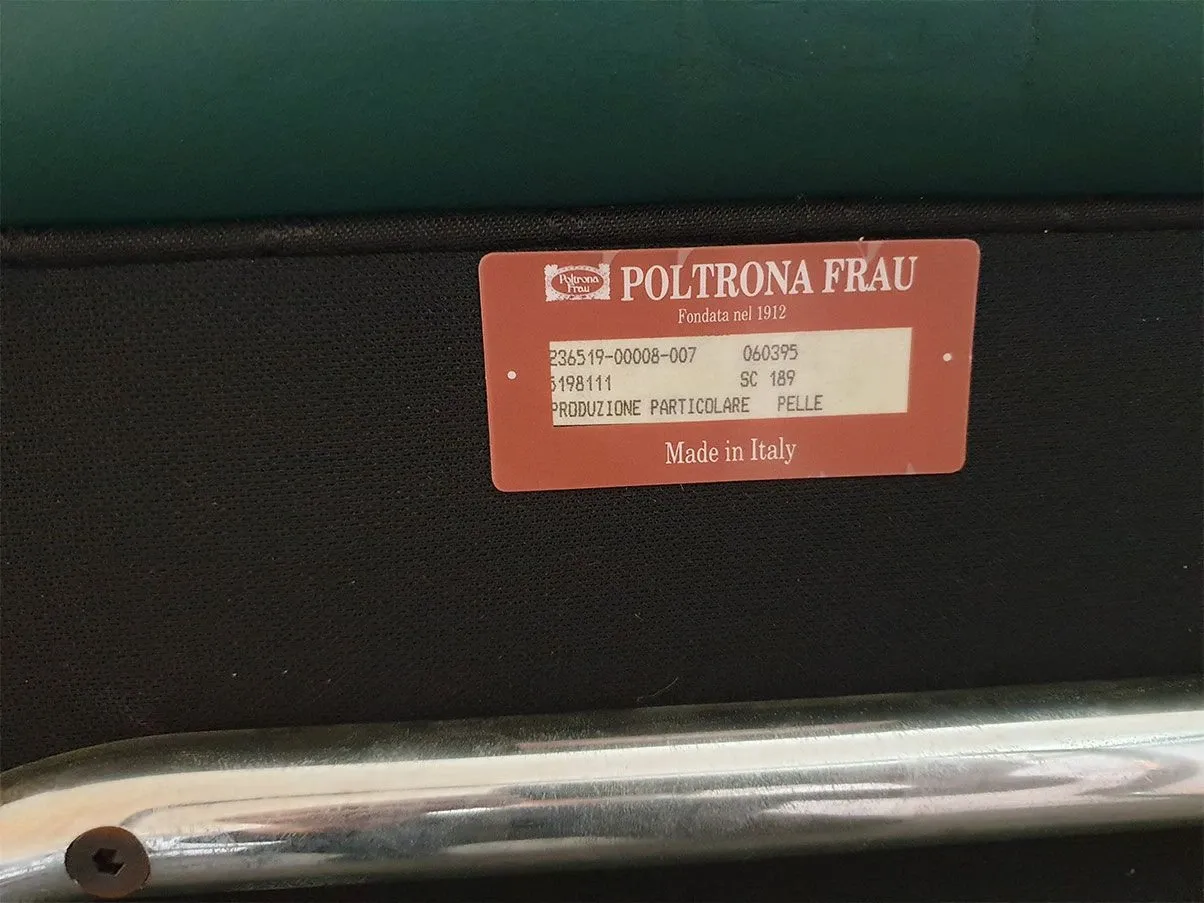 Poltrona
Frau
POLTRONA FRAU
Fondata nel 1912
236519-00008-007 060395
5198111 SC 189
PRODUZIONE PARTICOLARE PELLE
Made in Italy